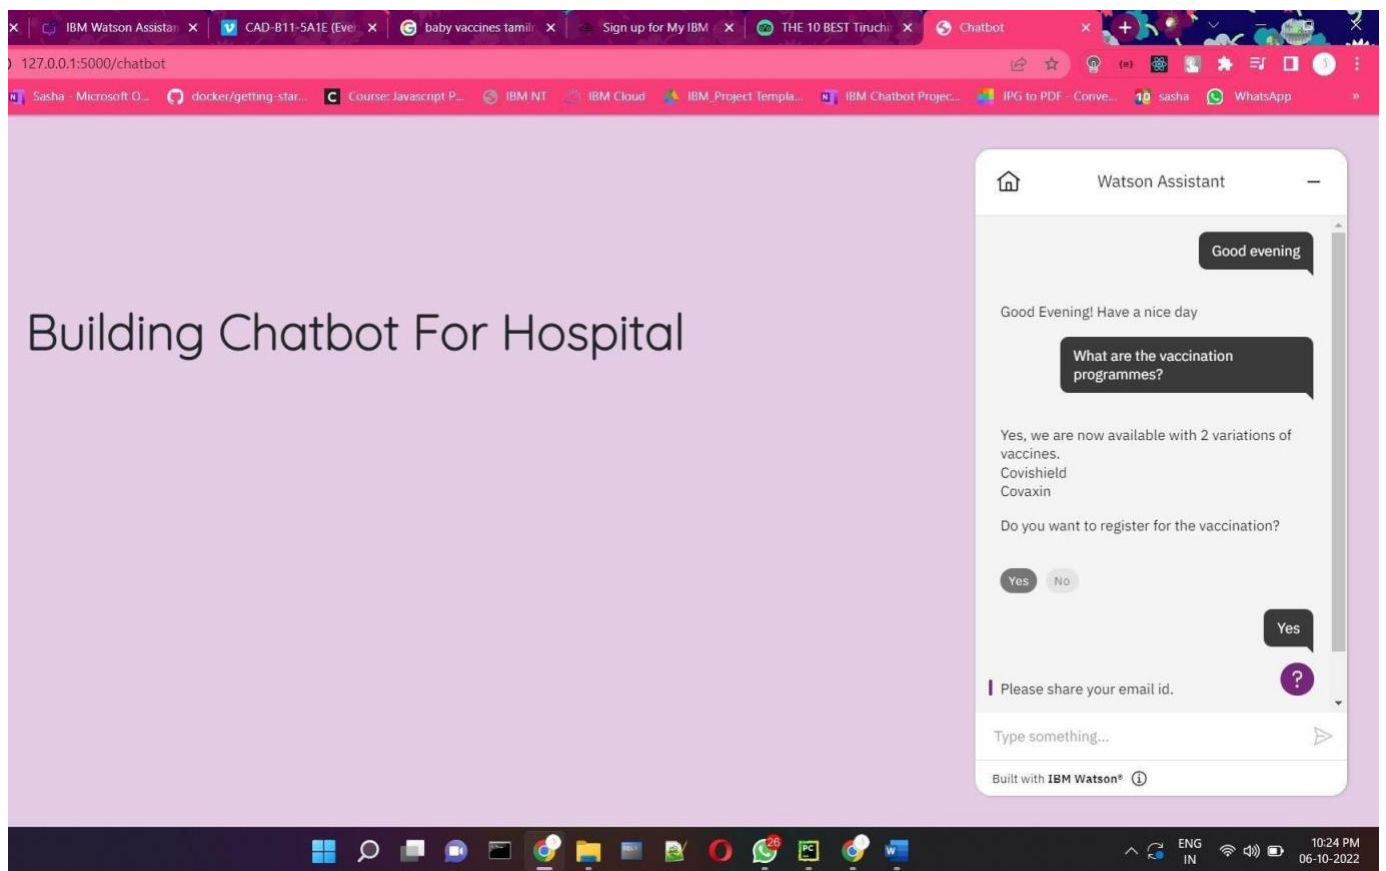 IBM Watson Assistan
CAD-B11-5A1E (Eve
baby vaccines tamiln
Sign up for My IBM
THE 10 BEST Tiruchi
Chatbot
127.0.0.1:5000/chatbot
Sasha - Microsoft O...
docker/getting-star...
Course: Javascript P...
IBM NT
IBM Cloud
IBM_Project Templa...
IBM Chatbot Projec...
JPG to PDF - Conve...
sasha
WhatsApp
»
Building Chatbot For Hospital
Watson Assistant
Good evening
Good Evening! Have a nice day
What are the vaccination
programmes?
Yes, we are now available with 2 variations of
vaccines.
Covishield
Covaxin
Do you want to register for the vaccination?
Yes No
Yes
?
Please share your email id.
Type something...
Built with IBM Watson®
26
ENG
IN
10:24 PM
06-10-2022